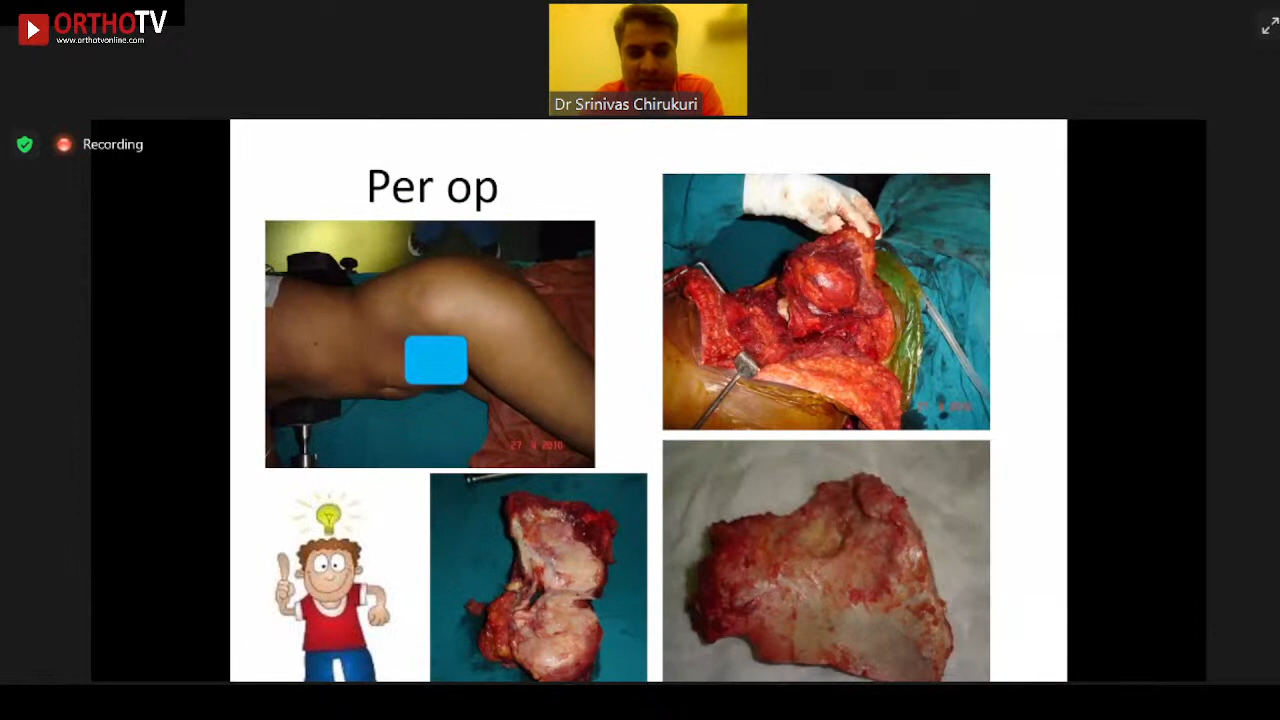 ORTHOTV
www.orthotvonline.com
Dr Srinivas Chirukuri
Recording
Per op